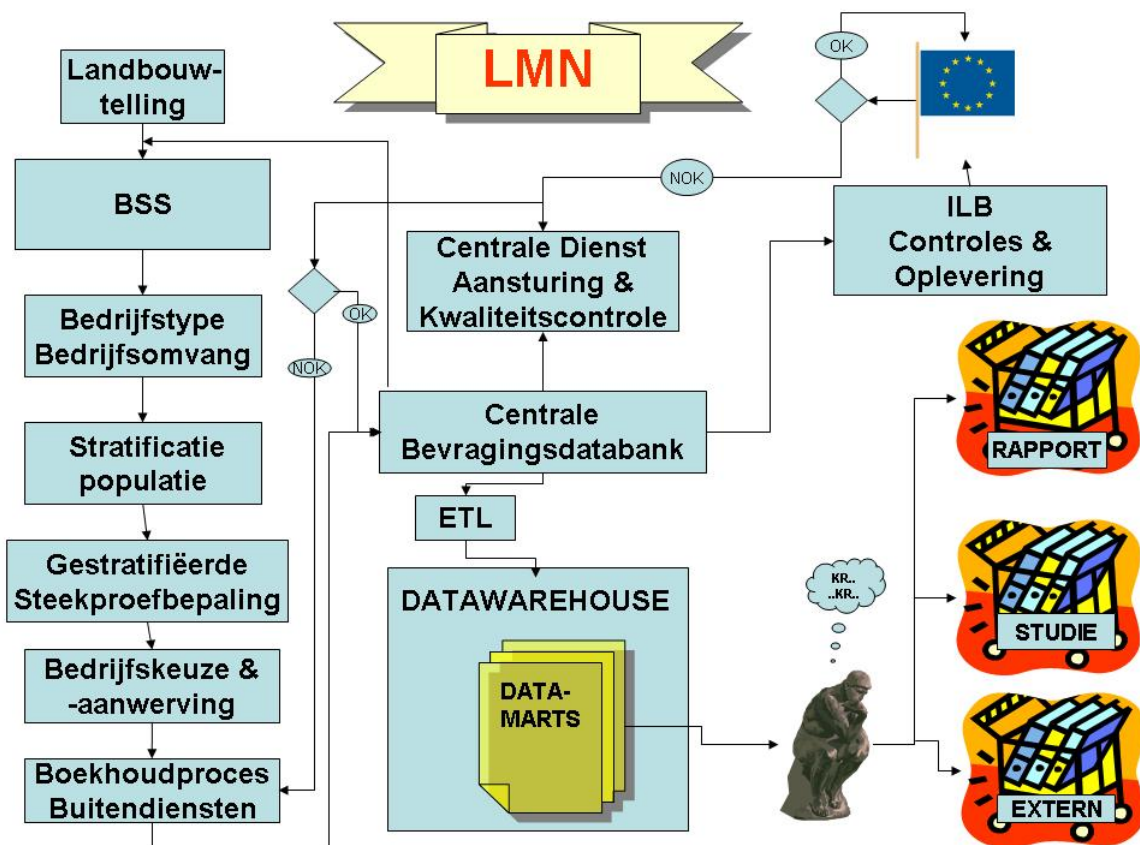 LMN
Landbouw-
telling
BSS
Bedrijfstype
Bedrijfsomvang
Stratificatie
populatie
Gestratifiëerde
Steekproefbepaling
Bedrijfskeuze &
-aanwerving
Boekhoudproces
Buitendiensten
OK
NOK
OK
NOK
Centrale Dienst
Aansturing &
Kwaliteitscontrole
ILB
Controles &
Oplevering
Centrale
Bevragingsdatabank
ETL
DATAWAREHOUSE
DATA-
MARTS
KR..
..KR..
RAPPORT
STUDIE
EXTERN